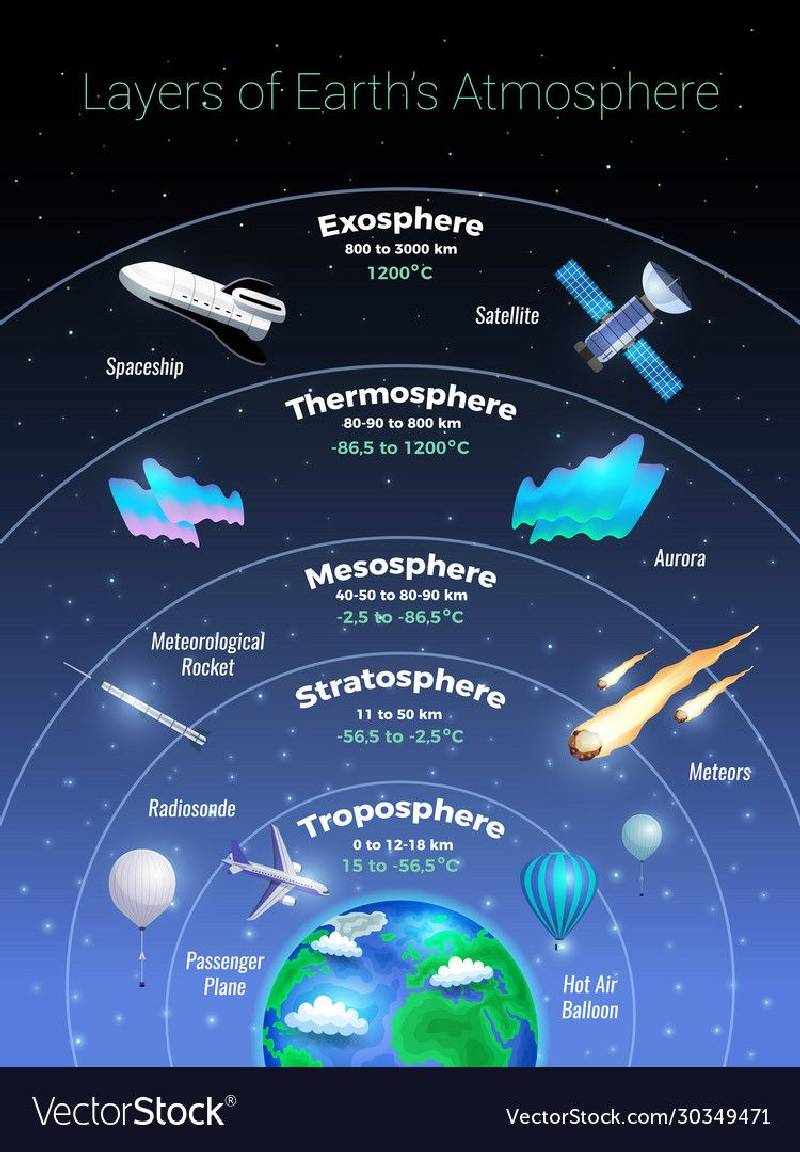 Layers of Earth's Atmosphere
Exosphere
800 to 3000 km
1200°C
Satellite
Spaceship
Thermosphere
80-90 to 800 km
-86,5 to 1200°C
Aurora
Mesosphere
40-50 to 80-90 km
-2,5 to -86,5°C
Meteorological
Rocket
Stratosphere
11 to 50 km
-56,5 to -2,5°C
Meteors
Radiosonde
Troposphere
0 to 12-18 km
15 to -56,5°C
Passenger
Plane
Hot Air
Balloon
VectorStock®
VectorStock.com/30349471